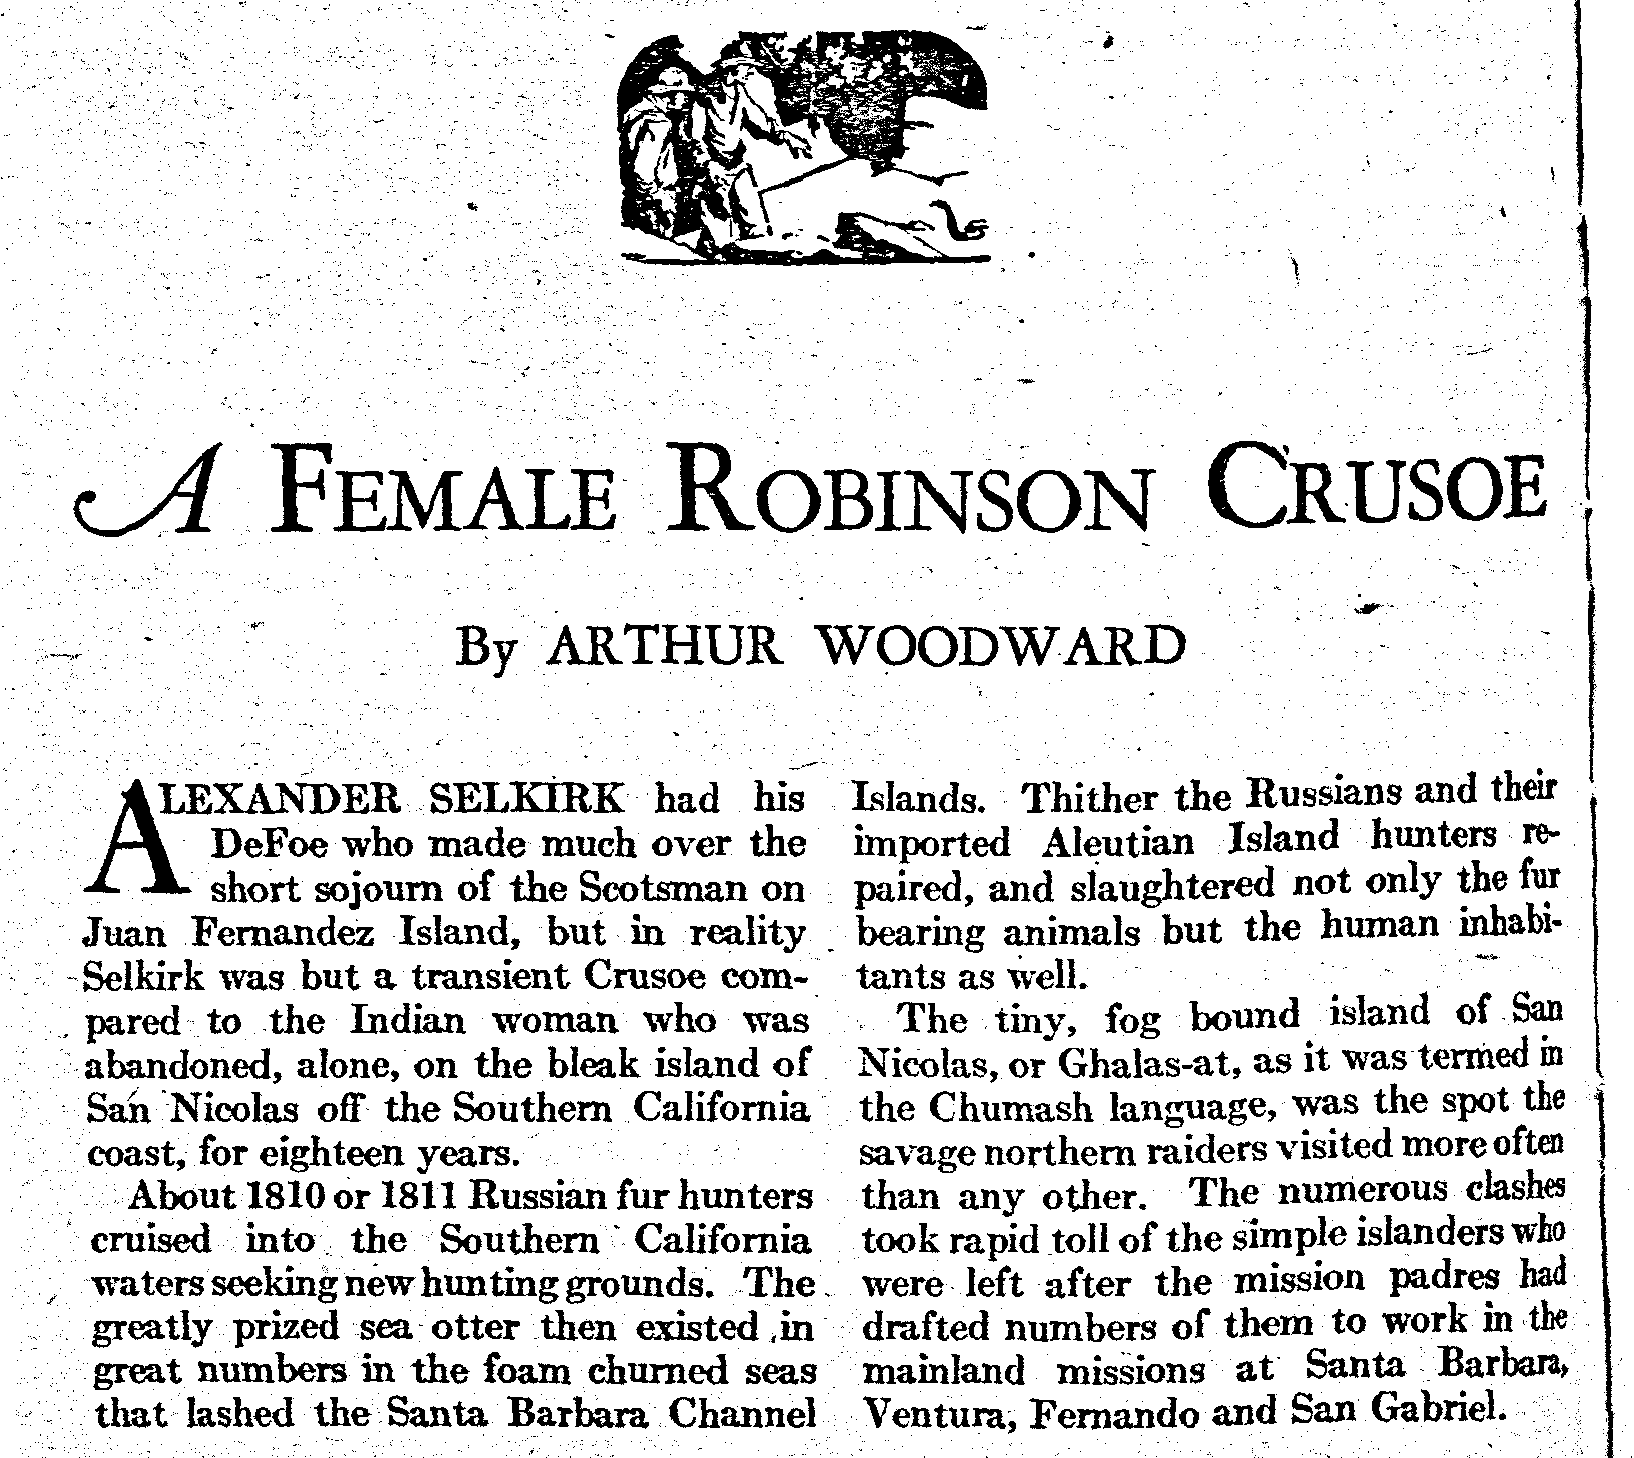 A FEMALE ROBINSON CRUSOE
By ARTHUR WOODWARD
ALEXANDER SELKIRK had his
DeFoe who made much over the
short sojourn of the Scotsman on
Juan Fernandez Island, but in reality
Selkirk was but a transient Crusoe com-
pared to the Indian woman who was
abandoned, alone, on the bleak island of
San Nicolas off the Southern California
coast, for eighteen years.
About 1810 or 1811 Russian fur hunters
cruised into the Southern California
waters seeking new hunting grounds. The
greatly prized sea otter then existed in
great numbers in the foam churned seas
that lashed the Santa Barbara Channel
Islands. Thither the Russians and their
imported Aleutian Island hunters re-
paired, and slaughtered not only the fur
bearing animals but the human inhabi-
tants as well.
The tiny, fog bound island of San
Nicolas, or Ghalas-at, as it was termed in
the Chumash language, was the spot the
savage northern raiders visited more often
than any other. The numerous clashes
took rapid toll of the simple islanders who
were left after the mission padres had
drafted numbers of them to work in the
mainland missions at Santa Barbara,
Ventura, Fernando and San Gabriel.